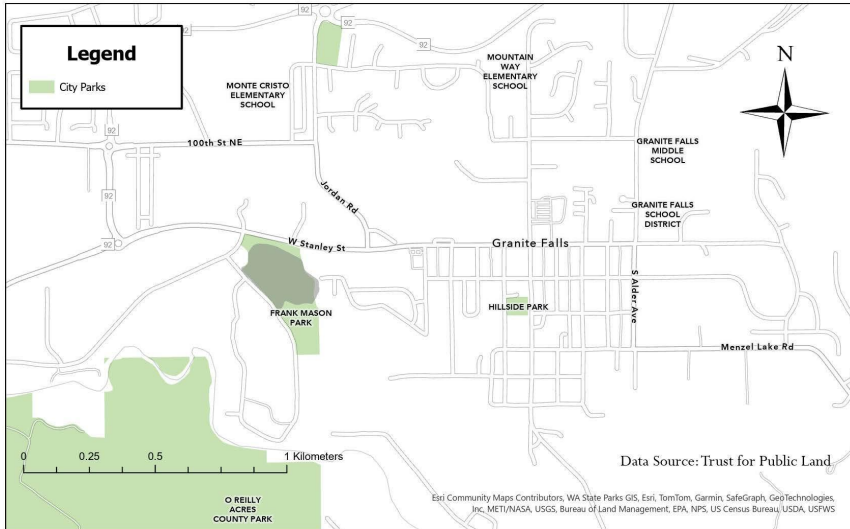 92
92
Legend
City Parks
MOUNTAIN
WAY
ELEMENTARY
SCHOOL
N
MONTE CRISTO
ELEMENTARY
SCHOOL
92
100th St NE
GRANITE FALLS
MIDDLE
SCHOOL
Jordan Rd
92
GRANITE FALLS
SCHOOL
DISTRICT
W Stanley St
Granite Falls
S Alder Ave
HILLSIDE PARK
FRANK MASON
PARK
Menzel Lake Rd
0 0.25 0.5 1 Kilometers
Data Source: Trust for Public Land
O REILLY
ACRES
COUNTY PARK
Esri Community Maps Contributors, WA State Parks GIS, Esri, TomTom, Garmin, SafeGraph, GeoTechnologies,
Inc, METI/NASA, USGS, Bureau of Land Management, EPA, NPS, US Census Bureau, USDA, USFWS